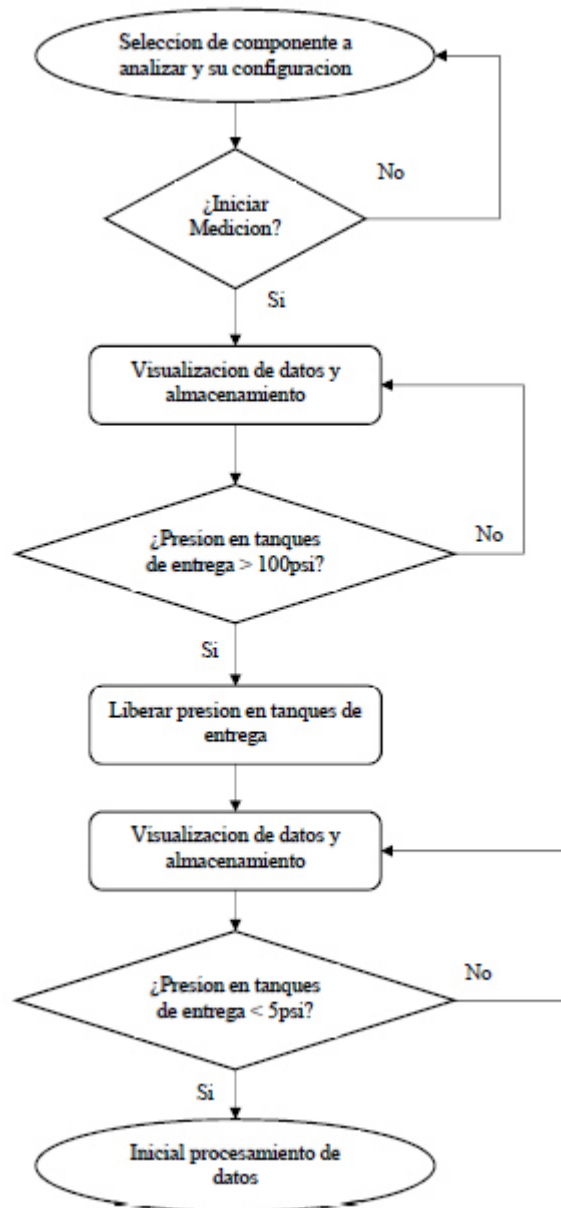 Seleccion de componente a
analizar y su configuracion
No
¿Iniciar
Medicion?
Si
Visualizacion de datos y
almacenamiento
¿Presion en tanques
de entrega > 100psi?
No
Si
Liberar presion en tanques de
entrega
Visualizacion de datos y
almacenamiento
¿Presion en tanques
de entrega < 5psi?
No
Si
Inicial procesamiento de
datos